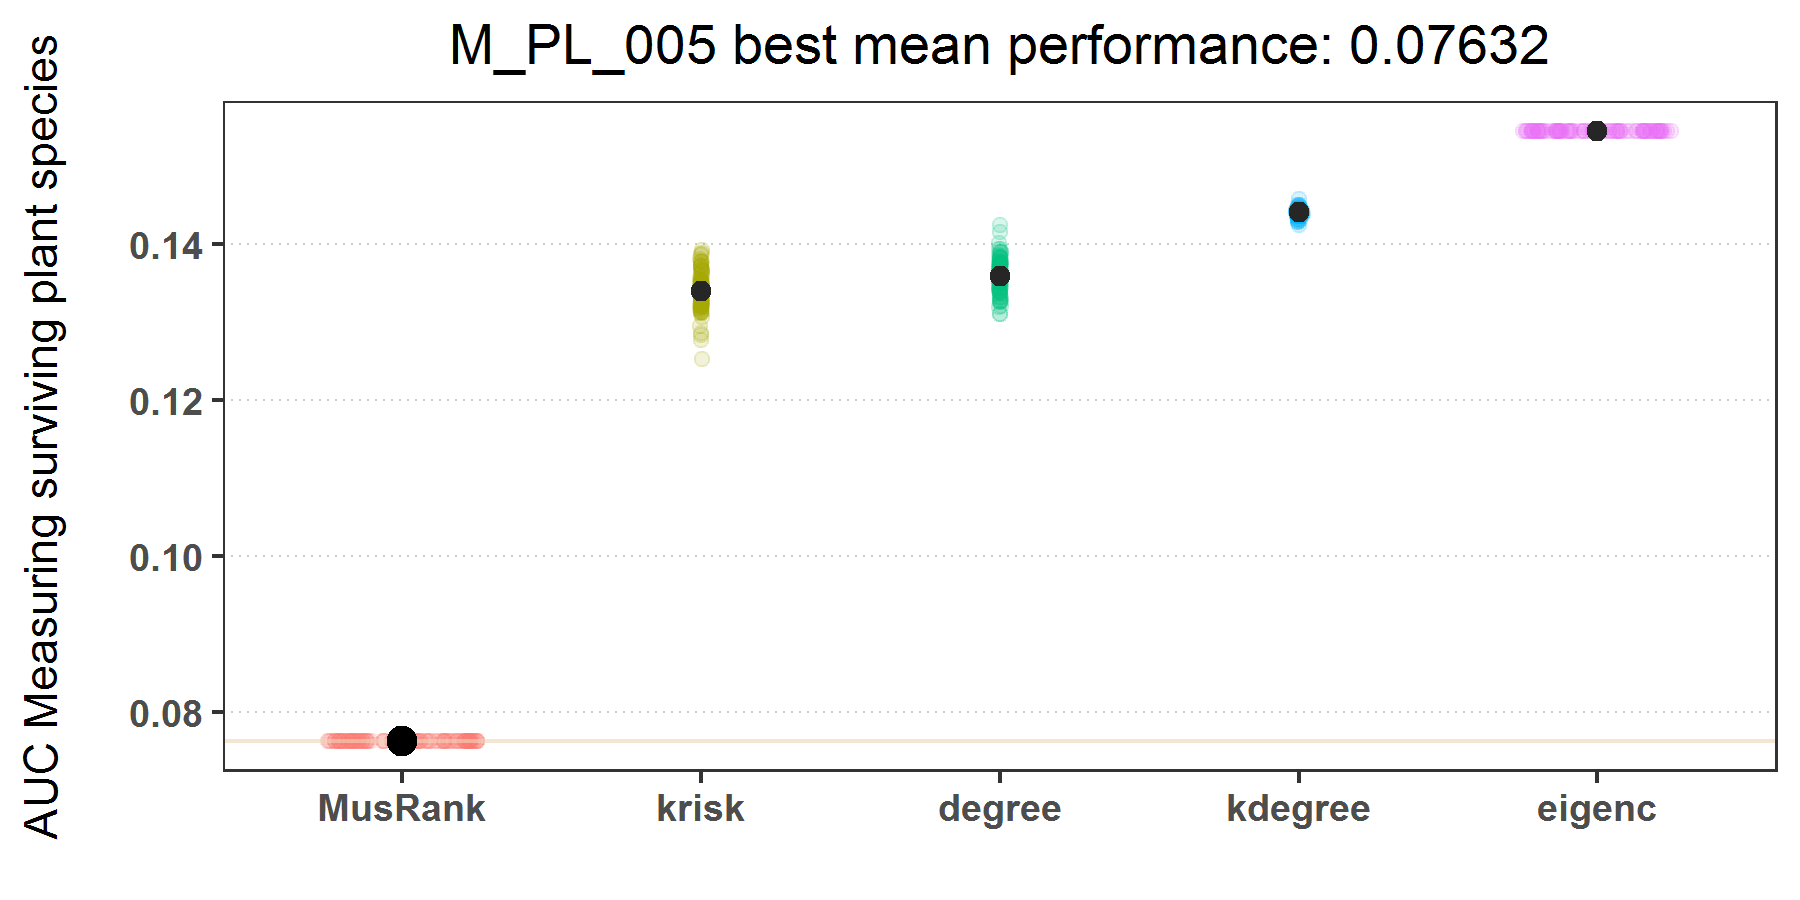 M_PL_005 best mean performance: 0.07632
AUC Measuring surviving plant species
0.14
0.12
0.10
0.08
MusRank krisk degree kdegree eigenc